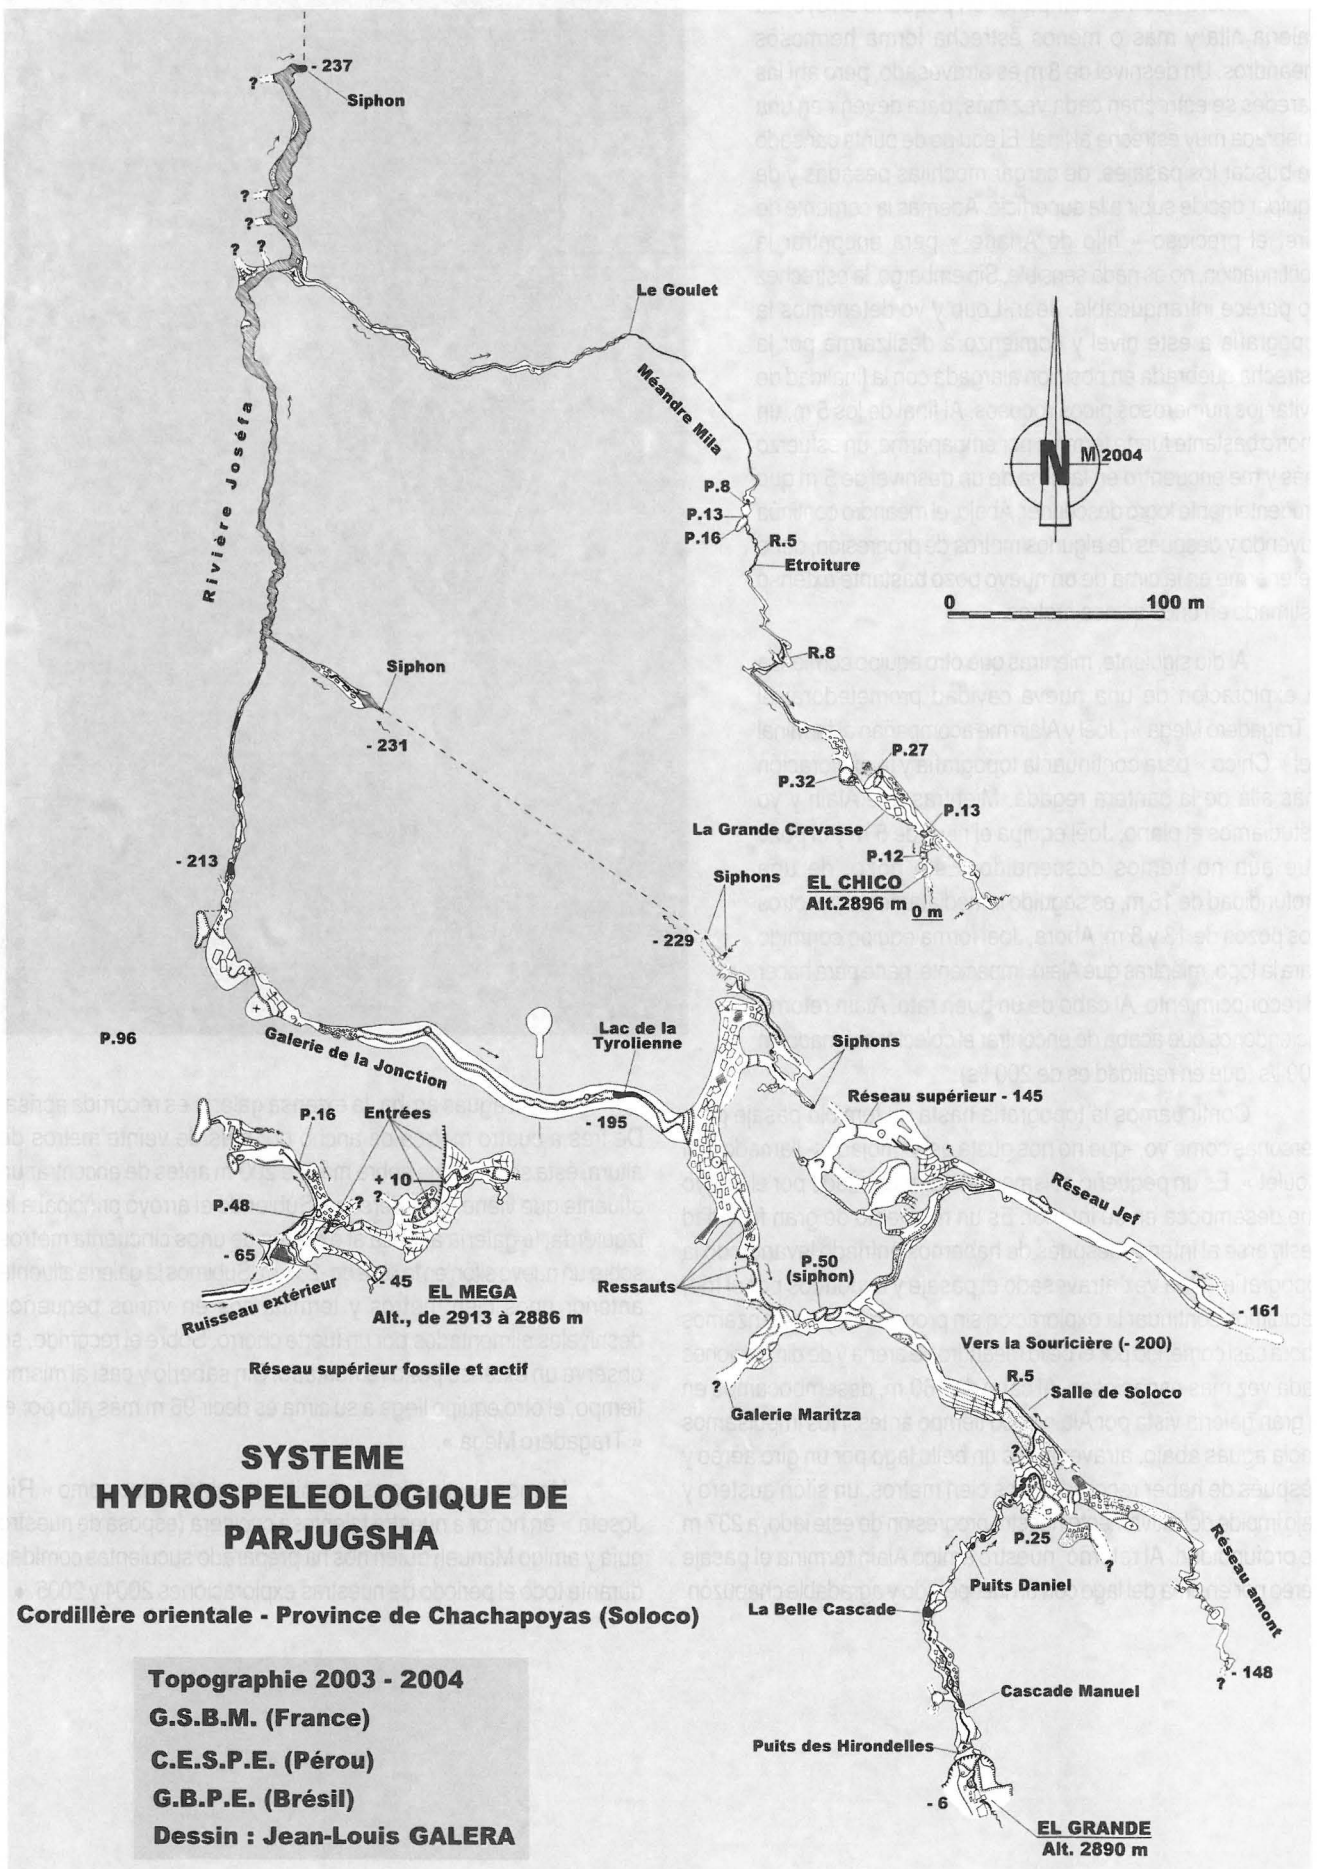 - 237
Siphon
?
?
?
?
?
Le Goulet
Méandre Mila
Rivière Joséfa
N
M 2004
P.8
P.13
P.16
R.5
Etroiture
0
100 m
R.8
Siphon
- 231
P.27
P.32
P.13
La Grande Crevasse
P.12
- 213
EL CHICO
Alt.2896 m
0 m
Siphons
- 229
P.96
Galerie de la Jonction
Lac de la
Tyrolienne
Siphons
Réseau supérieur - 145
- 195
P.16
Entrées
+ 10
?
?
P.48
- 65
- 45
Ruisseau extérieur
EL MEGA
Alt., de 2913 à 2886 m
Réseau supérieur fossile et actif
Réseau Jef
P.50
(siphon)
Ressauts
- 161
Vers la Souricière (- 200)
R.5
Salle de Soloco
?
Galerie Maritza
?
P.25
?
Réseau amont
Puits Daniel
La Belle Cascade
- 148
?
Cascade Manuel
Puits des Hirondelles
- 6
EL GRANDE
Alt. 2890 m
SYSTEME
HYDROSPELEOLOGIQUE DE
PARJUGSHA
Cordillère orientale - Province de Chachapoyas (Soloco)
Topographie 2003 - 2004
G.S.B.M. (France)
C.E.S.P.E. (Pérou)
G.B.P.E. (Brésil)
Dessin : Jean-Louis GALERA